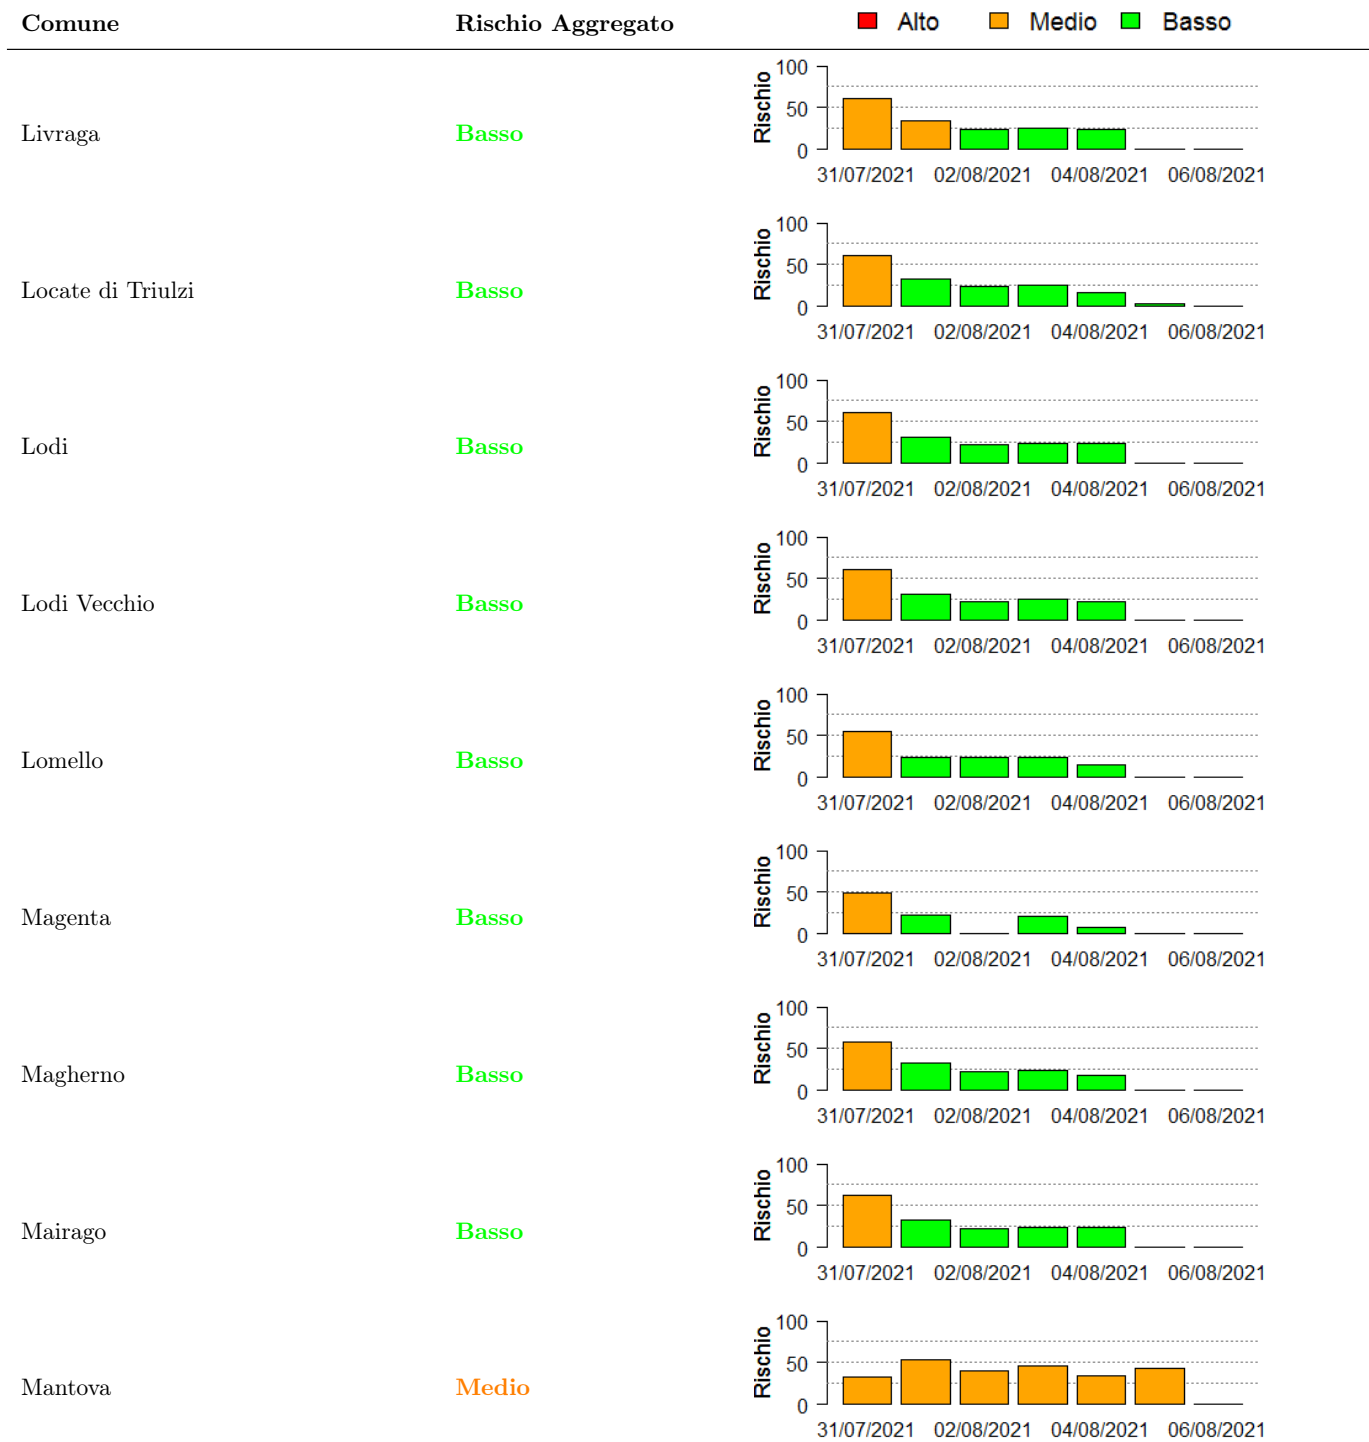 Comune Rischio Aggregato Alto Medio Basso
Livraga Basso
Rischio
100
50
0
31/07/2021 02/08/2021 04/08/2021 06/08/2021
Locate di Triulzi Basso
Rischio
100
50
0
31/07/2021 02/08/2021 04/08/2021 06/08/2021
Lodi Basso
Rischio
100
50
0
31/07/2021 02/08/2021 04/08/2021 06/08/2021
Lodi Vecchio Basso
Rischio
100
50
0
31/07/2021 02/08/2021 04/08/2021 06/08/2021
Lomello Basso
Rischio
100
50
0
31/07/2021 02/08/2021 04/08/2021 06/08/2021
Magenta Basso
Rischio
100
50
0
31/07/2021 02/08/2021 04/08/2021 06/08/2021
Magherno Basso
Rischio
100
50
0
31/07/2021 02/08/2021 04/08/2021 06/08/2021
Mairago Basso
Rischio
100
50
0
31/07/2021 02/08/2021 04/08/2021 06/08/2021
Mantova Medio
Rischio
100
50
0
31/07/2021 02/08/2021 04/08/2021 06/08/2021